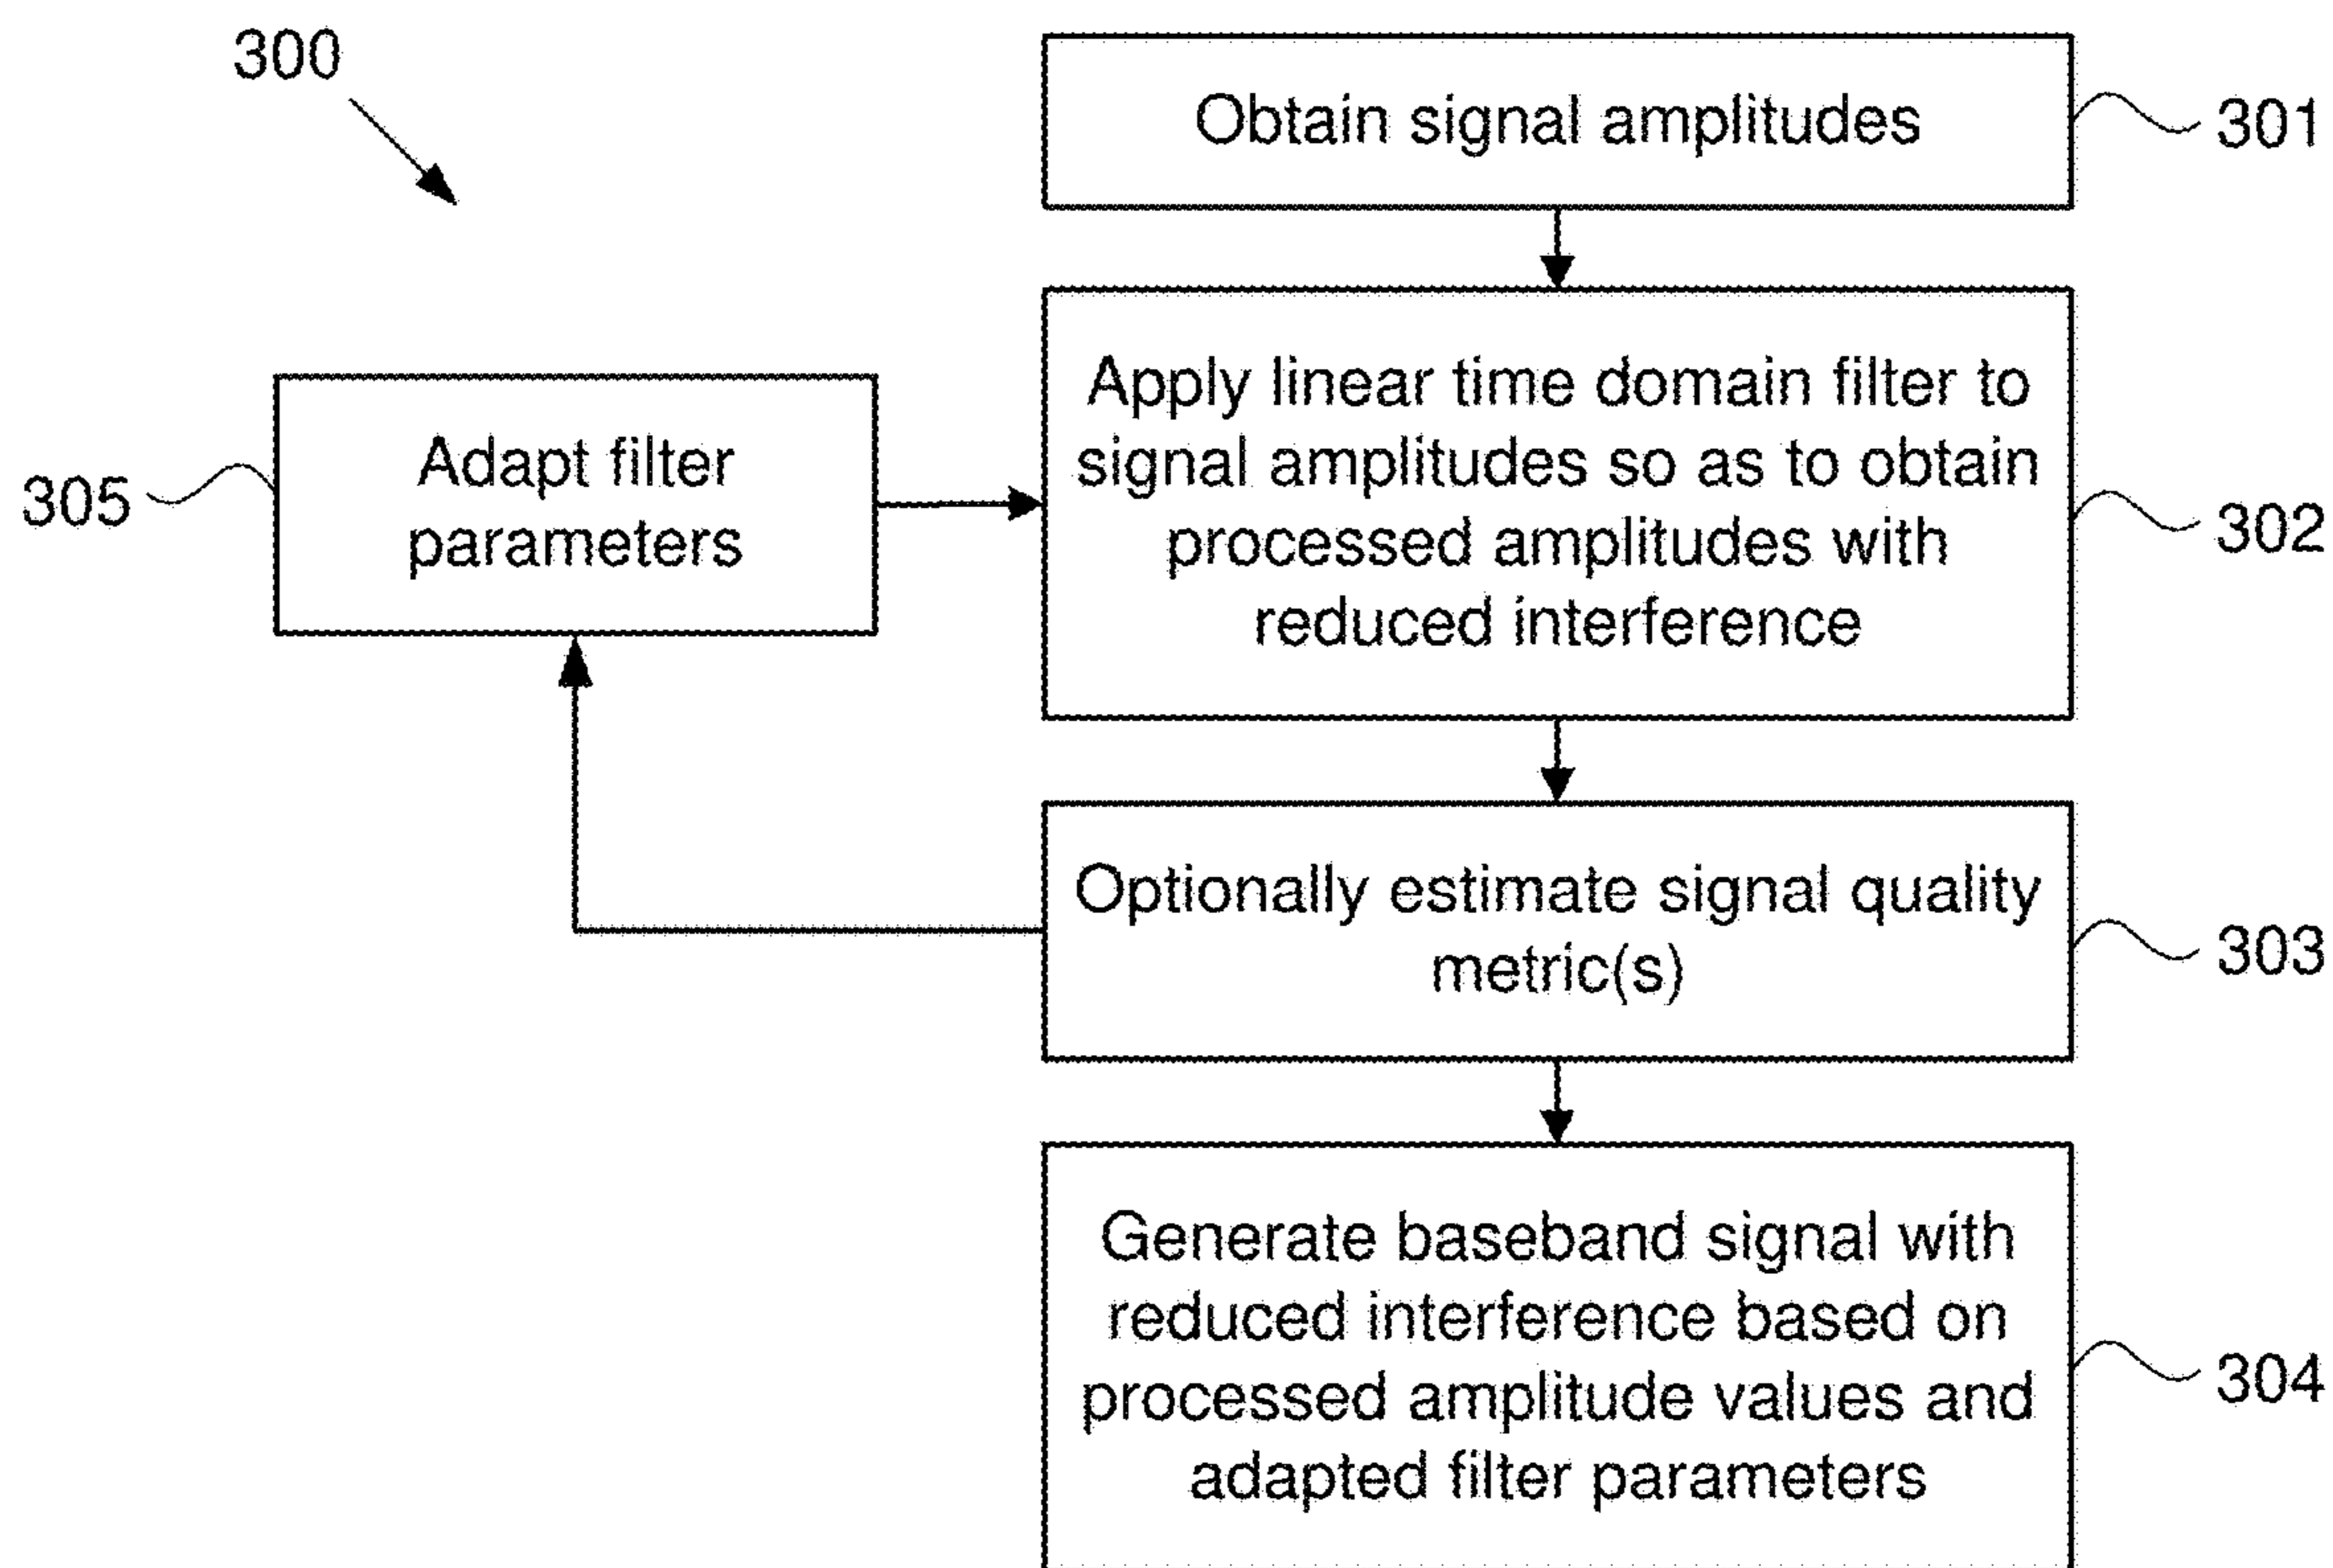 300
Obtain signal amplitudes
301
Apply linear time domain filter to
signal amplitudes so as to obtain
processed amplitudes with
reduced interference
302
Adapt filter
parameters
305
Optionally estimate signal quality
metric(s)
303
Generate baseband signal with
reduced interference based on
processed amplitude values and
adapted filter parameters
304